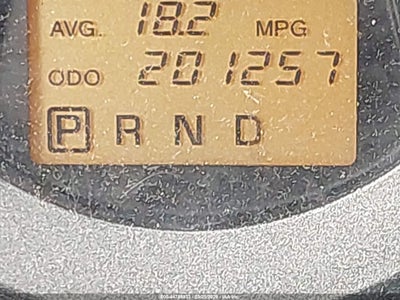 AVG. 18.2 MPG
ODO 201257
P R N D